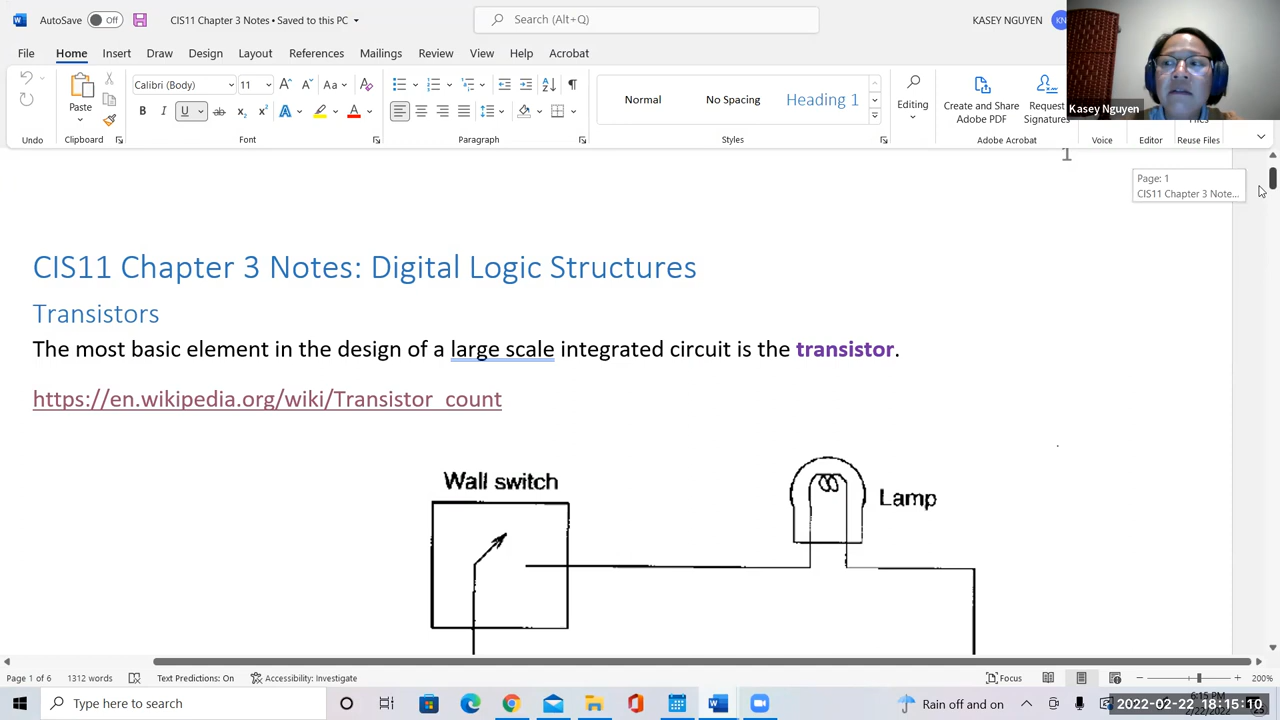 AutoSave Off CIS11 Chapter 3 Notes • Saved to this PC Search (Alt+Q) KASEY NGUYEN KN
File Home Insert Draw Design Layout References Mailings Review View Help Acrobat
Calibri (Body) 11 Aa
Paste Normal No Spacing Heading 1 Editing Create and Share Adobe PDF Request Signatures
Kasey Nguyen
Undo Clipboard Font Paragraph Styles Adobe Acrobat Voice Editor Reuse Files
1
Page: 1
CIS11 Chapter 3 Note...
CIS11 Chapter 3 Notes: Digital Logic Structures
Transistors
The most basic element in the design of a large scale integrated circuit is the transistor.
https://en.wikipedia.org/wiki/Transistor_count
Wall switch
Lamp
Page 1 of 6 1312 words Text Predictions: On Accessibility: Investigate Focus 200%
Type here to search Rain off and on 2022-02-22 18:15:10